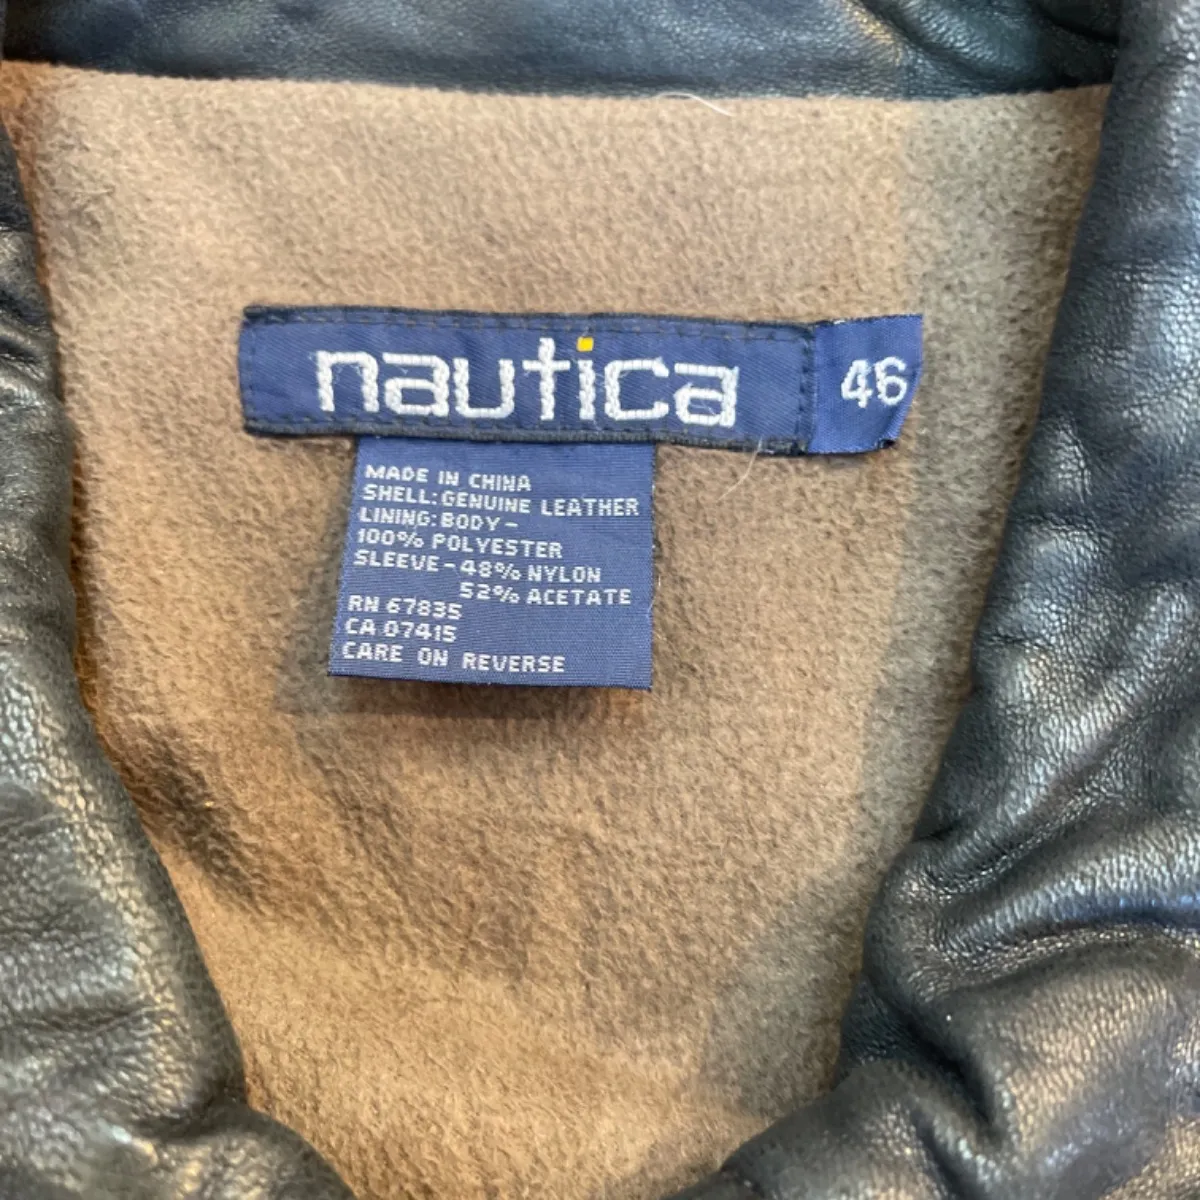 nautica 46
MADE IN CHINA
SHELL: GENUINE LEATHER
LINING: BODY -
100% POLYESTER
SLEEVE - 48% NYLON
52% ACETATE
RN 67835
CA 07415
CARE ON REVERSE